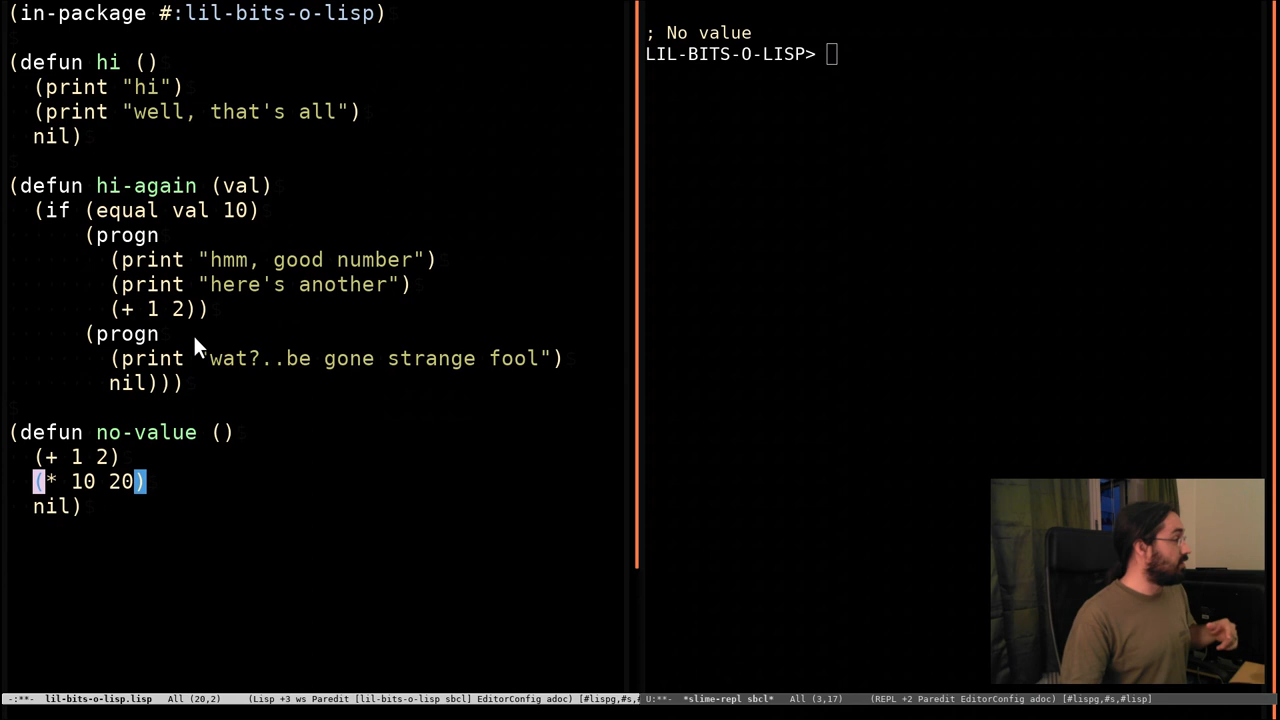 (in-package #:lil-bits-o-lisp)
(defun hi ()
(print "hi")
(print "well, that's all")
nil)
(defun hi-again (val)
(if (equal val 10)
(progn
(print "hmm, good number")
(print "here's another")
(+ 1 2))
(progn
(print "wat?..be gone strange fool")
nil)))
(defun no-value ()
(+ 1 2)
(* 10 20)
nil)
-:**- lil-bits-o-lisp.lisp All (20,2) (Lisp +3 ws Paredit [lil-bits-o-lisp sbcl] EditorConfig adoc) [#lispg,#s,#
; No value
LIL-BITS-O-LISP>
U:**- *slime-repl sbcl* All (3,17) (REPL +2 Paredit EditorConfig adoc) [#lispg,#s,#lisp]